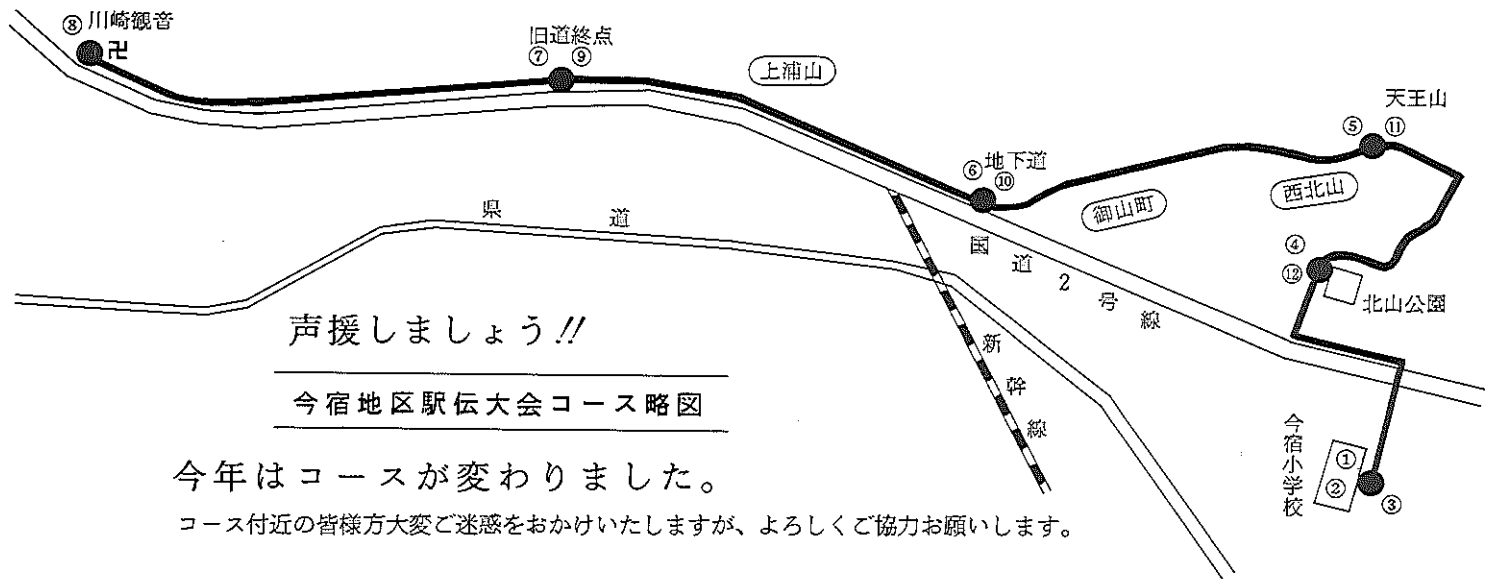 ⑧ 川崎観音
卍
旧道終点
⑦ ⑨
上浦山
天王山
⑤ ⑪
⑥ 地下道
⑩
西北山
御山町
県道
国道2号線
④
⑫
北山公園
声援しましょう!!
新幹線
今宿地区駅伝大会コース略図
今宿小学校
①
②
③
今年はコースが変わりました。
コース付近の皆様方大変ご迷惑をおかけいたしますが、よろしくご協力お願いします。